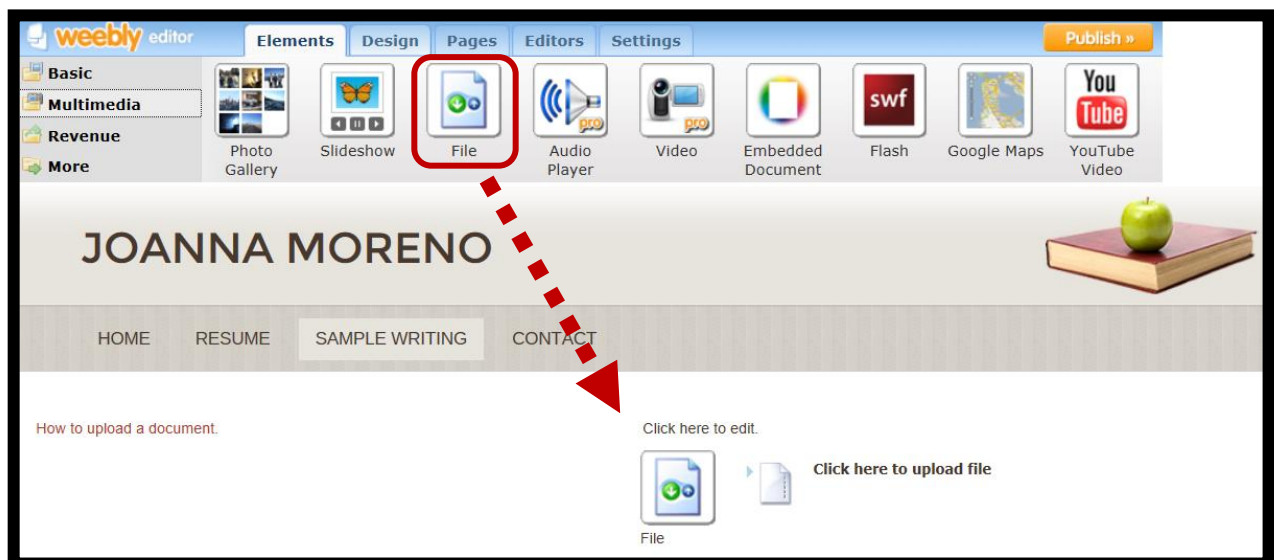 weebly editor
Elements Design Pages Editors Settings
Publish »
Basic
Multimedia
Revenue
More
Photo Gallery
Slideshow
File
Audio Player
pro
Video
pro
Embedded Document
swf
Flash
Google Maps
You Tube
YouTube Video
JOANNA MORENO
HOME RESUME SAMPLE WRITING CONTACT
How to upload a document.
Click here to edit.
Click here to upload file
File